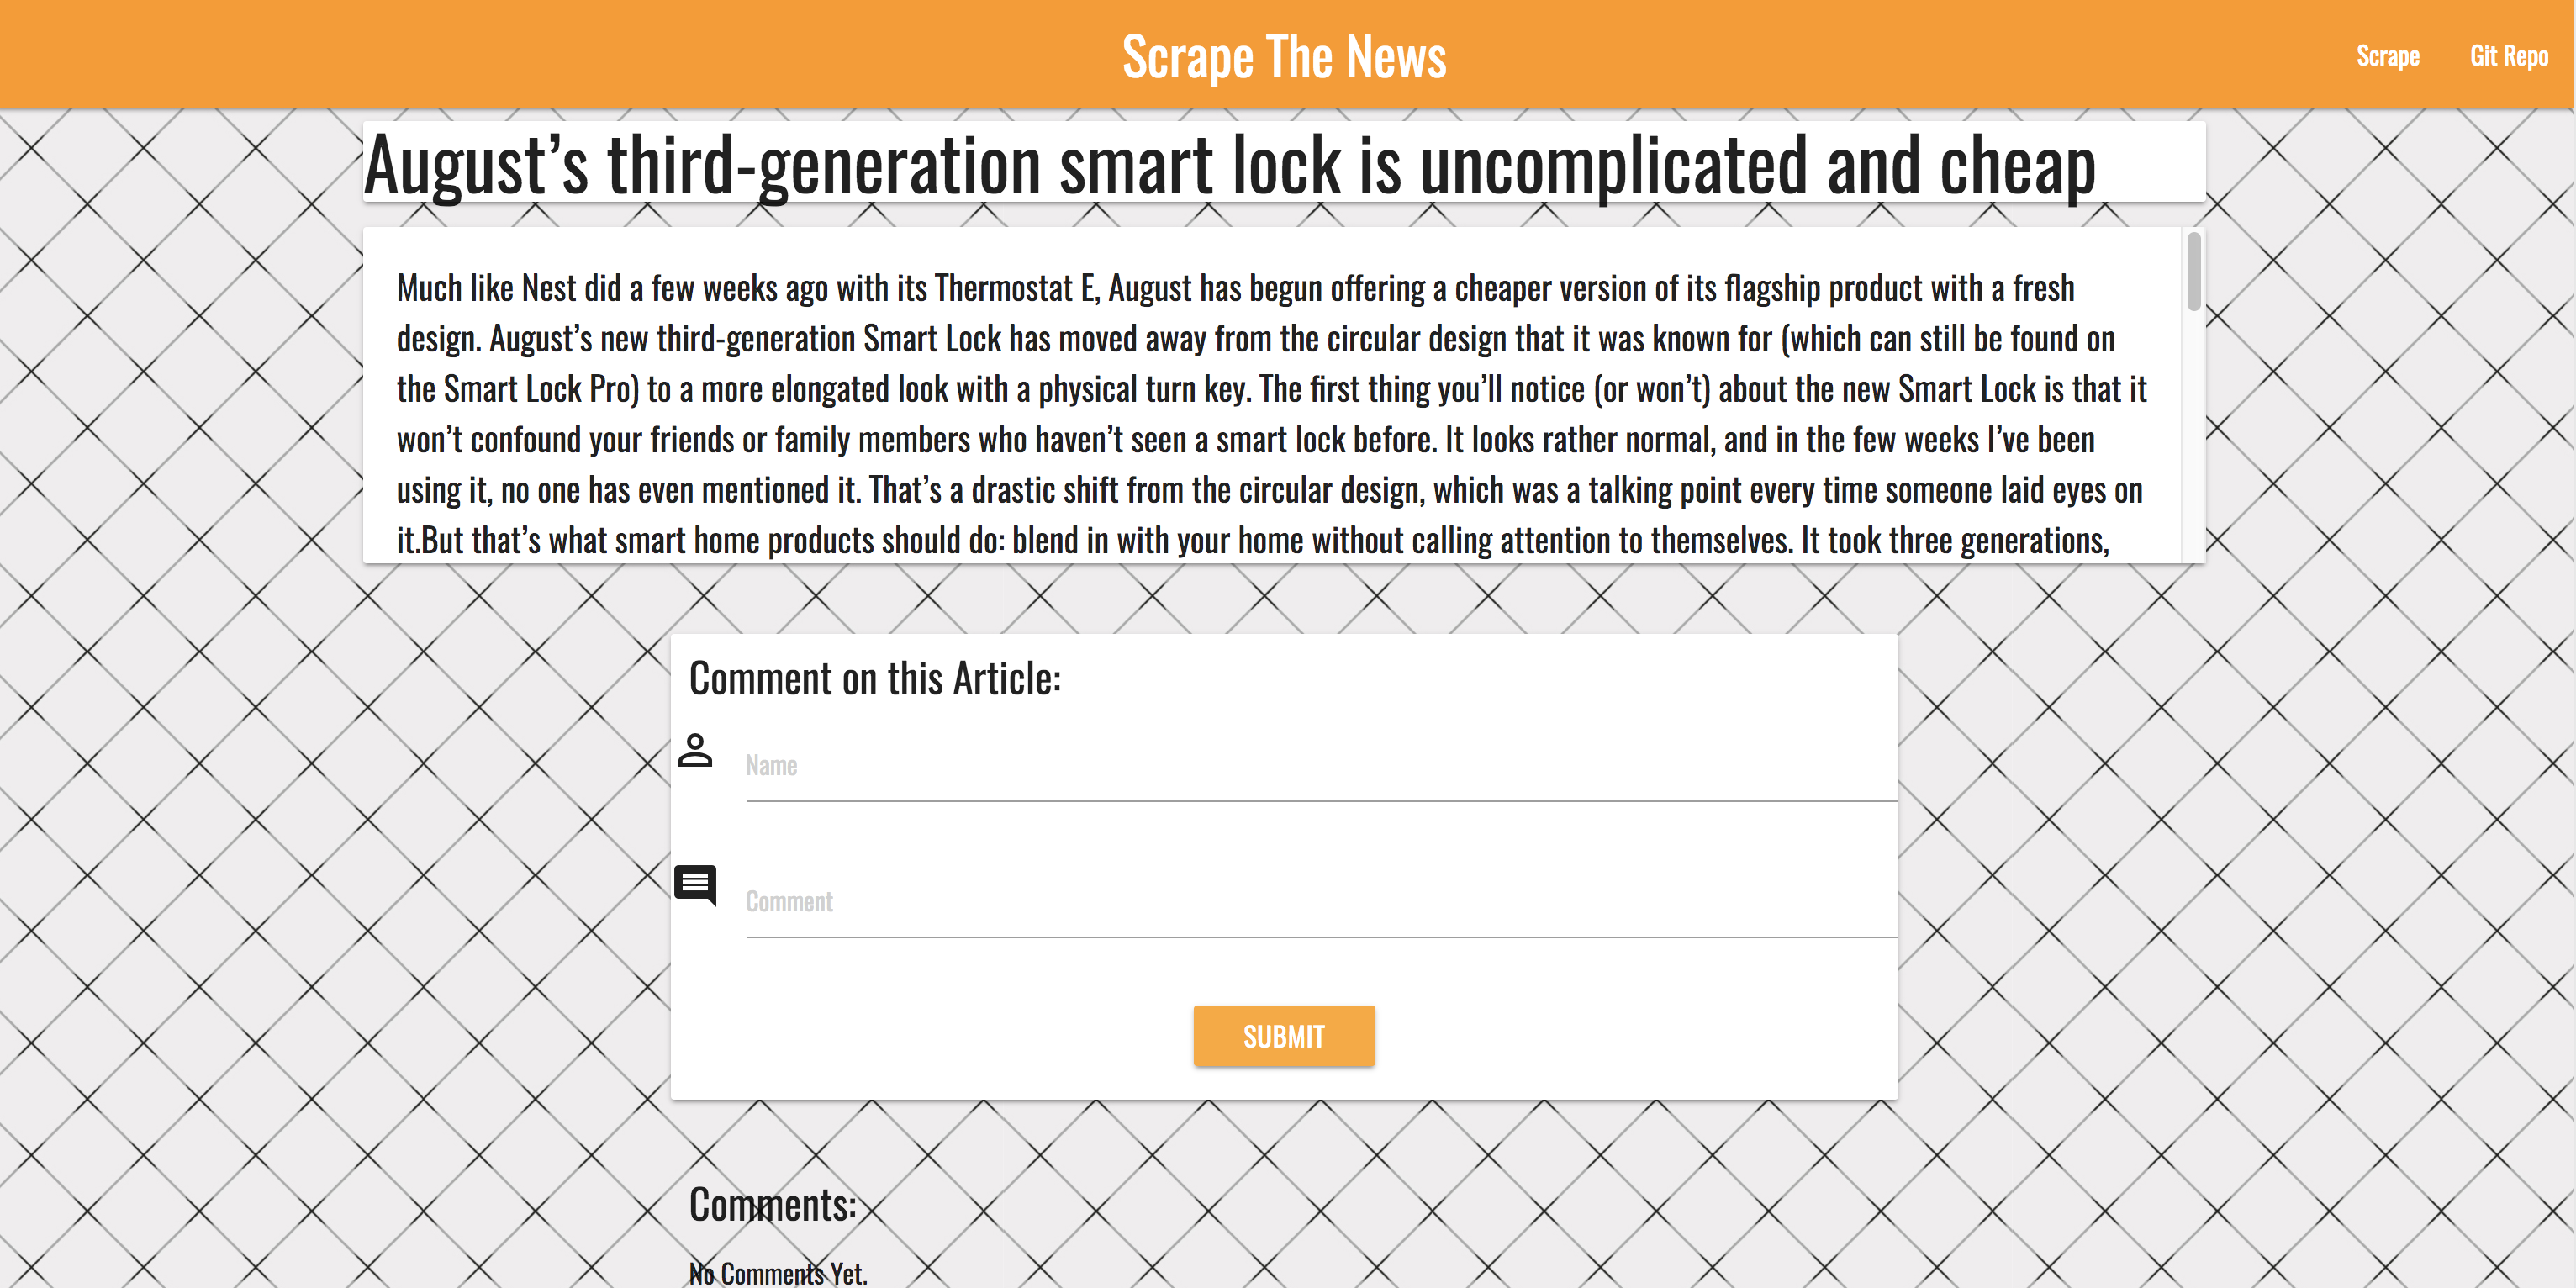 Scrape The News
Scrape
Git Repo
August’s third-generation smart lock is uncomplicated and cheap
Much like Nest did a few weeks ago with its Thermostat E, August has begun offering a cheaper version of its flagship product with a fresh
design. August’s new third-generation Smart Lock has moved away from the circular design that it was known for (which can still be found on
the Smart Lock Pro) to a more elongated look with a physical turn key. The first thing you’ll notice (or won’t) about the new Smart Lock is that it
won’t confound your friends or family members who haven’t seen a smart lock before. It looks rather normal, and in the few weeks I’ve been
using it, no one has even mentioned it. That’s a drastic shift from the circular design, which was a talking point every time someone laid eyes on
it.But that’s what smart home products should do: blend in with your home without calling attention to themselves. It took three generations,
Comment on this Article:
Name
Comment
SUBMIT
Comments:
No Comments Yet.